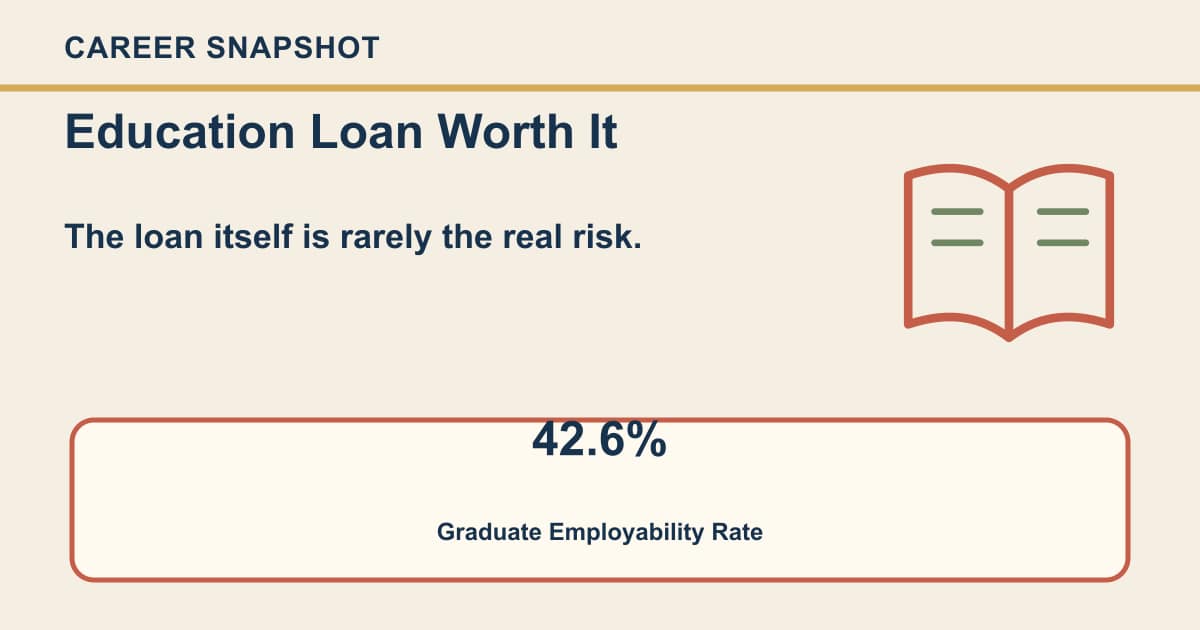 CAREER SNAPSHOT
Education Loan Worth It
The loan itself is rarely the real risk.
42.6%
Graduate Employability Rate